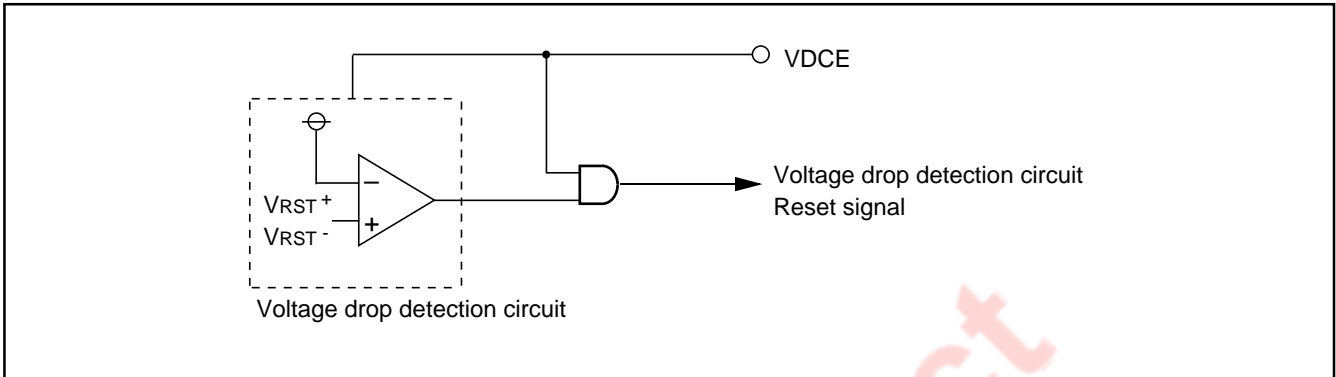 VDCE
Voltage drop detection circuit
Reset signal
−
VRST +
+
VRST -
Voltage drop detection circuit